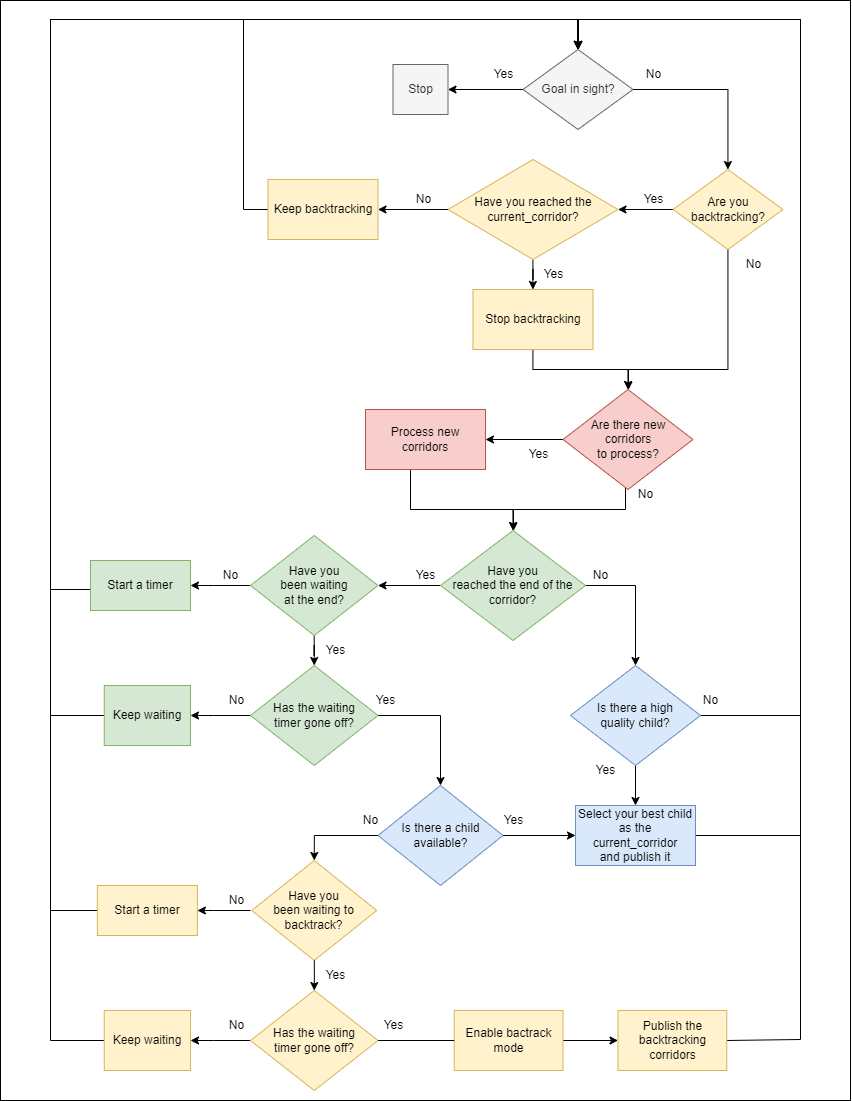 Yes
No
Stop
Goal in sight?
Keep backtracking
No
Have you reached the
current_corridor?
Yes
Are you
backtracking?
Yes
No
Stop backtracking
Process new
corridors
Yes
Are there new
corridors
to process?
No
Start a timer
No
Have you
been waiting
at the end?
Yes
Have you
reached the end of the
corridor?
No
Yes
Keep waiting
No
Has the waiting
timer gone off?
Yes
Is there a high
quality child?
No
Yes
No
Is there a child
available?
Yes
Select your best child
as the
current_corridor
and publish it
Start a timer
No
Have you
been waiting to
backtrack?
Yes
Keep waiting
No
Has the waiting
timer gone off?
Yes
Enable bactrack
mode
Publish the
backtracking
corridors